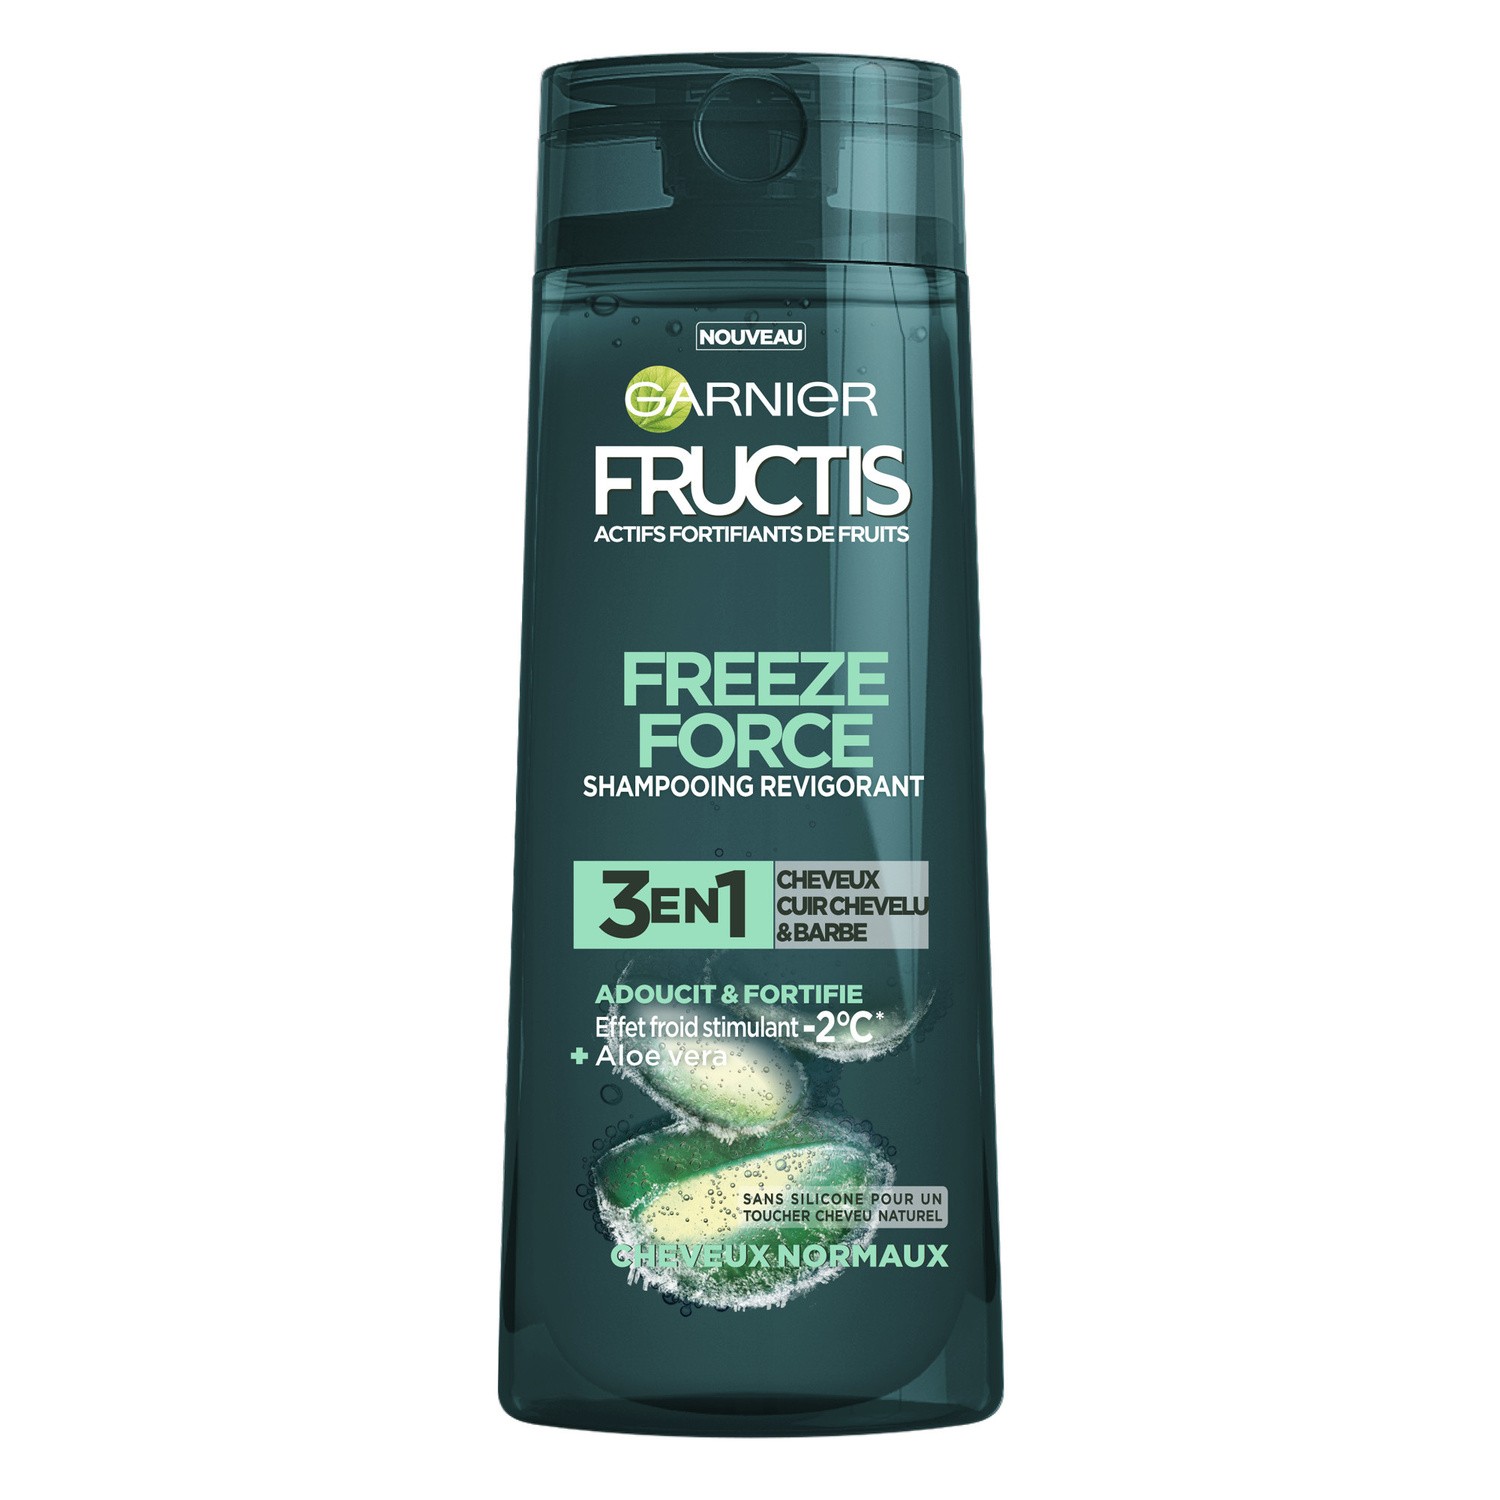 NOUVEAU
GARNIER
FRUCTIS
ACTIFS FORTIFIANTS DE FRUITS
FREEZE
FORCE
SHAMPOOING REVIGORANT
3EN1
CHEVEUX
CUIR CHEVELU
& BARBE
ADOUCIT & FORTIFIE
Effet froid stimulant -2°C*
+ Aloe vera
SANS SILICONE POUR UN
TOUCHER CHEVEU NATUREL
CHEVEUX NORMAUX